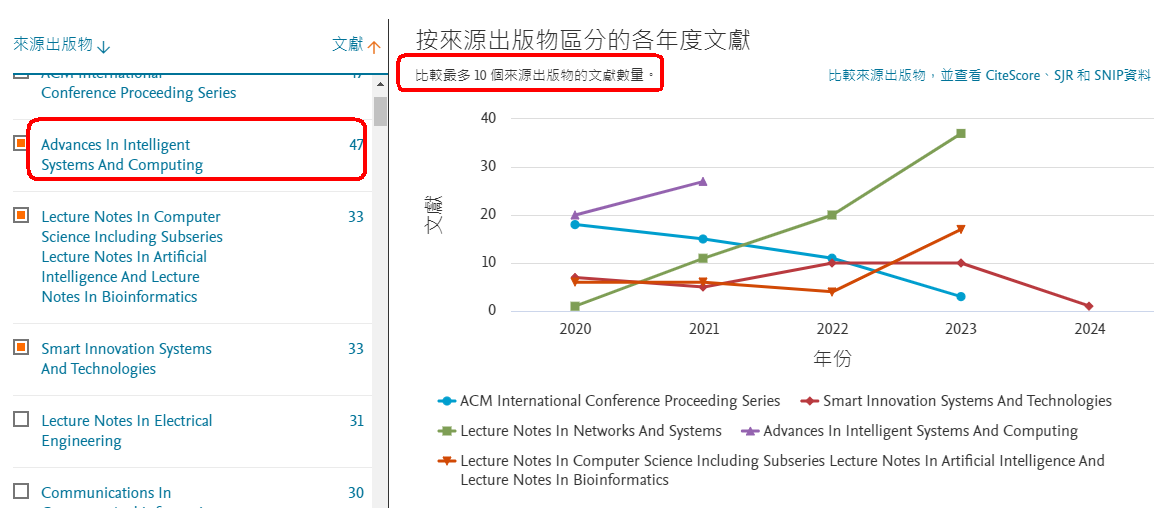 來源出版物
文獻
ACM International
47
Conference Proceeding Series
Advances In Intelligent
47
Systems And Computing
Lecture Notes In Computer
33
Science Including Subseries
Lecture Notes In Artificial
Intelligence And Lecture
Notes In Bioinformatics
Smart Innovation Systems
33
And Technologies
Lecture Notes In Electrical
31
Engineering
Communications In
30
按來源出版物區分的各年度文獻
比較最多 10 個來源出版物的文獻數量。
比較來源出版物，並查看 CiteScore、SJR 和 SNIP資料
40
30
20
10
0
文獻
2020
2021
2022
2023
2024
年份
ACM International Conference Proceeding Series
Smart Innovation Systems And Technologies
Lecture Notes In Networks And Systems
Advances In Intelligent Systems And Computing
Lecture Notes In Computer Science Including Subseries Lecture Notes In Artificial Intelligence And
Lecture Notes In Bioinformatics